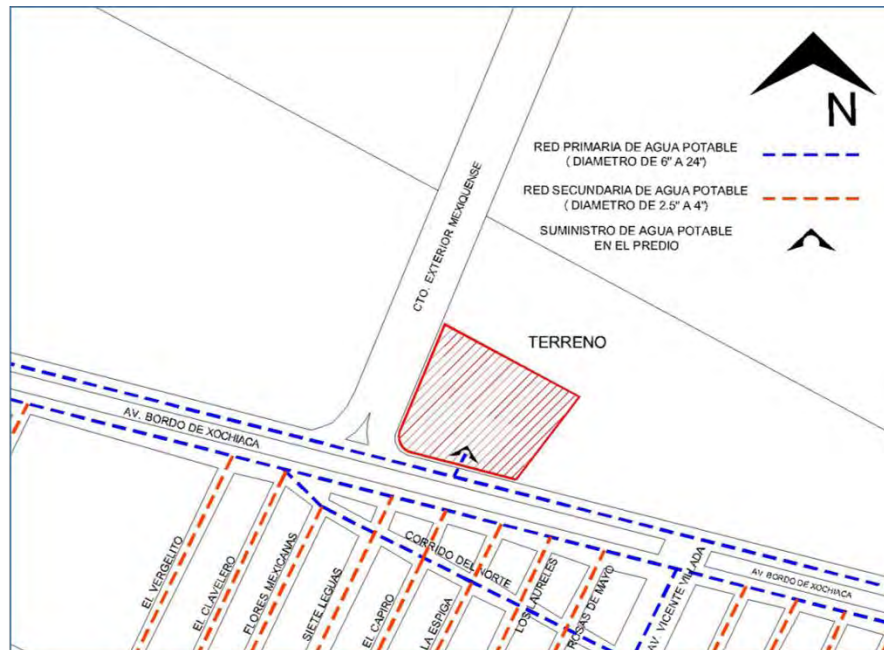 N
RED PRIMARIA DE AGUA POTABLE
( DIAMETRO DE 6" A 24")
RED SECUNDARIA DE AGUA POTABLE
( DIAMETRO DE 2.5" A 4")
SUMINISTRO DE AGUA POTABLE
EN EL PREDIO
CTO. EXTERIOR MEXIQUENSE
TERRENO
AV. BORDO DE XOCHIACA
EL VERGELITO
EL CLAVELERO
FLORES MEXICANAS
SIETE LEGUAS
EL CAPIRO
LA ESPIGA
CORRIDO DEL NORTE
LOS LAURELES
ROSAS DE MAYO
AV. VICENTE VILLADA
AV. BORDO DE XOCHIACA